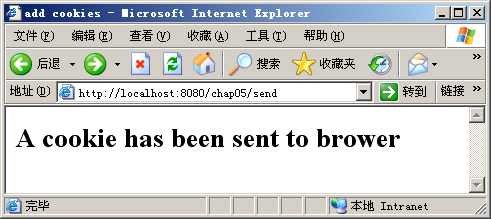 add cookies - Microsoft Internet Explorer
文件(F) 编辑(E) 查看(V) 收藏(A) 工具(T) 帮助(H)
后退 搜索 收藏夹
地址(D) http://localhost:8080/chap05/send 转到 链接 »
A cookie has been sent to brower
完毕 本地 Intranet